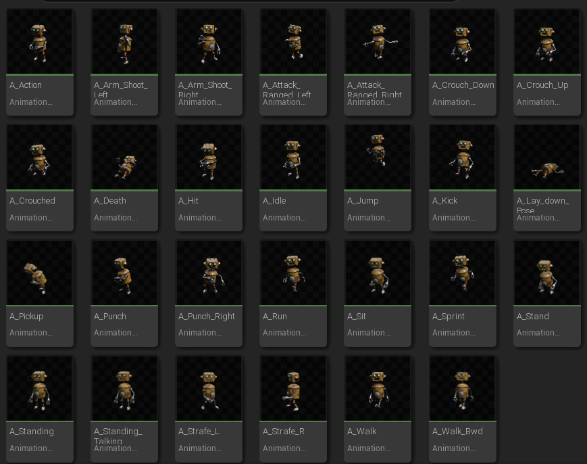 A_Action
Animation...
A_Arm_Shoot_
Left
Animation...
A_Arm_Shoot_
Right
Animation...
A_Attack_
Ranged_Left
Animation...
A_Attack_
Ranged_Right
Animation...
A_Crouch_Down
Animation...
A_Crouch_Up
Animation...
A_Crouched
Animation...
A_Death
Animation...
A_Hit
Animation...
A_Idle
Animation...
A_Jump
Animation...
A_Kick
Animation...
A_Lay_down_
Pose
Animation...
A_Pickup
Animation...
A_Punch
Animation...
A_Punch_Right
Animation...
A_Run
Animation...
A_Sit
Animation...
A_Sprint
Animation...
A_Stand
Animation...
A_Standing
Animation...
A_Standing_
Talking
Animation...
A_Strafe_L
Animation...
A_Strafe_R
Animation...
A_Walk
Animation...
A_Walk_Bwd
Animation...